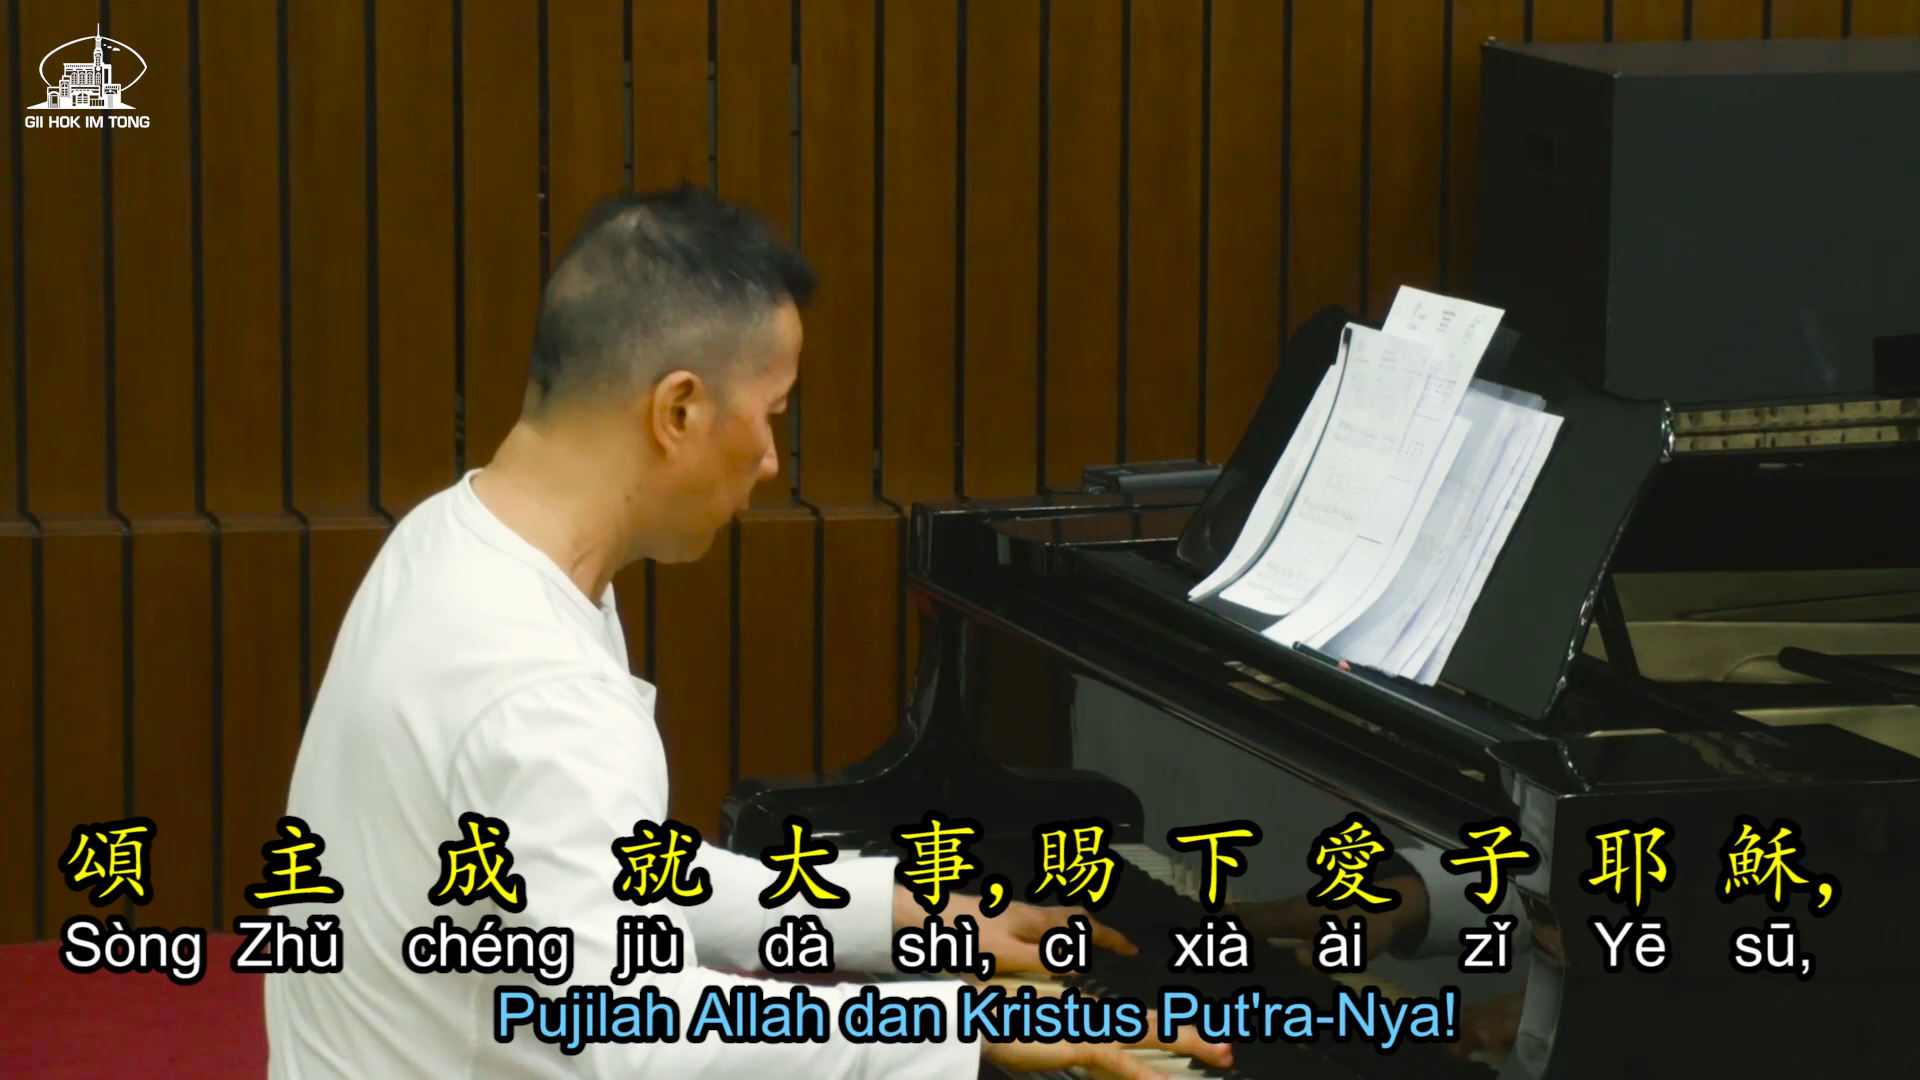 GII HOK IM TONG
頌主成就大事,賜下愛子耶穌,
Sòng Zhǔ chéng jiù dà shì, cì xià ài zǐ Yē sū,
Pujilah Allah dan Kristus Put'ra-Nya!